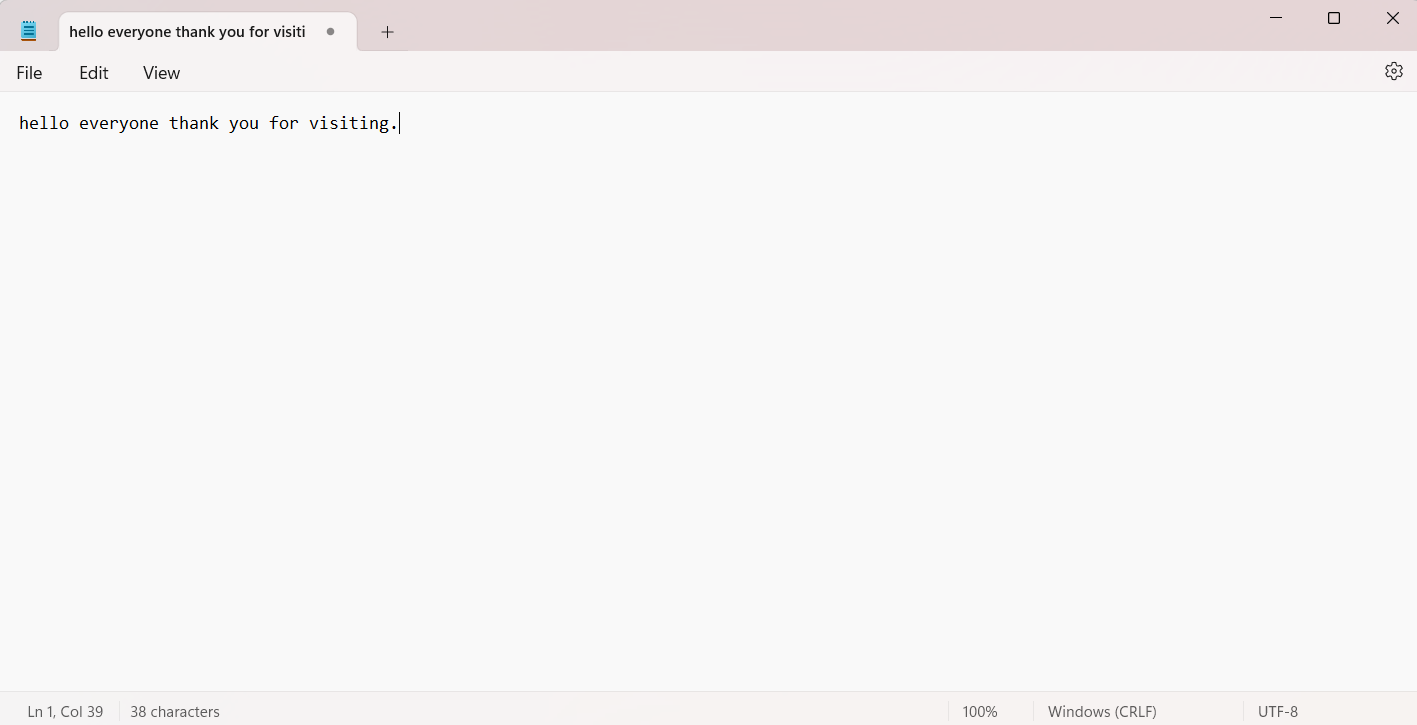 hello everyone thank you for visiti
File Edit View
hello everyone thank you for visiting.
Ln 1, Col 39 38 characters 100% Windows (CRLF) UTF-8